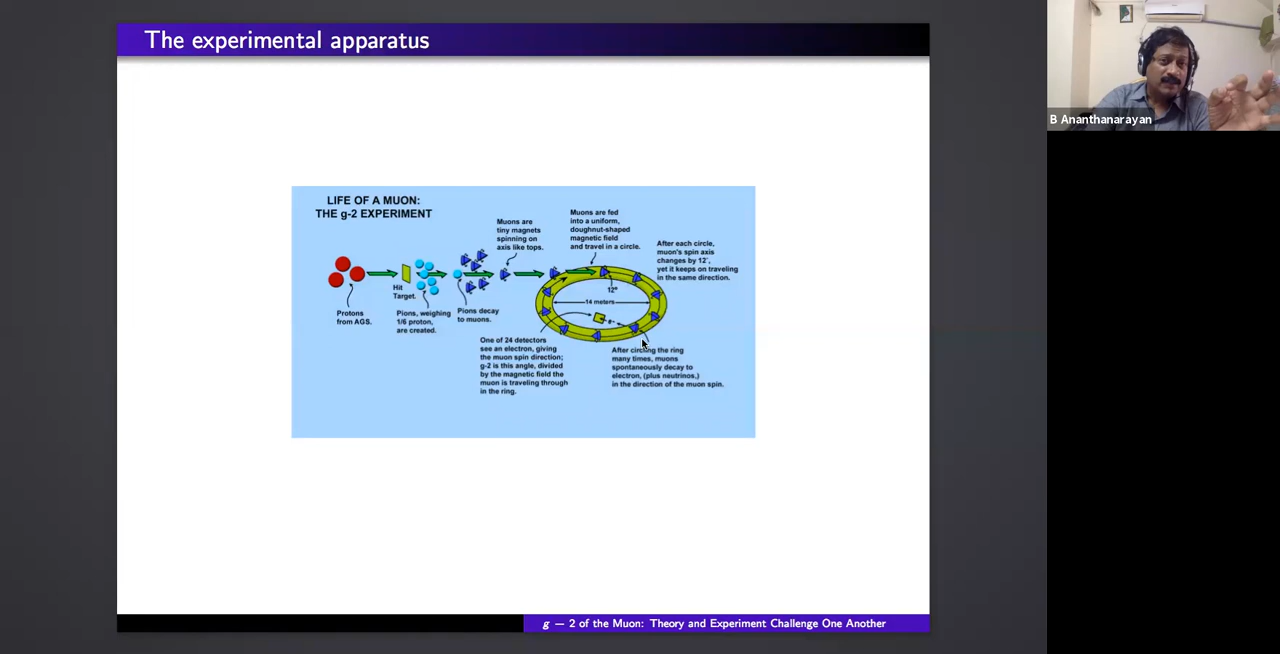 The experimental apparatus
B Ananthanarayan
LIFE OF A MUON:
THE g-2 EXPERIMENT
Protons
from AGS.
Hit
Target.
Pions, weighing
1/6 proton,
are created.
Pions decay
to muons.
Muons are
tiny magnets
spinning on
axis like tops.
Muons are fed
into a uniform,
doughnut-shaped
magnetic field
and travel in a circle.
After each circle,
muon's spin axis
changes by 12°,
yet it keeps on traveling
in the same direction.
12°
14 meters
e-
One of 24 detectors
see an electron, giving
the muon spin direction;
g-2 is this angle, divided
by the magnetic field the
muon is traveling through
in the ring.
After circling the ring
many times, muons
spontaneously decay to
electron, (plus neutrinos,)
in the direction of the muon spin.
g — 2 of the Muon: Theory and Experiment Challenge One Another